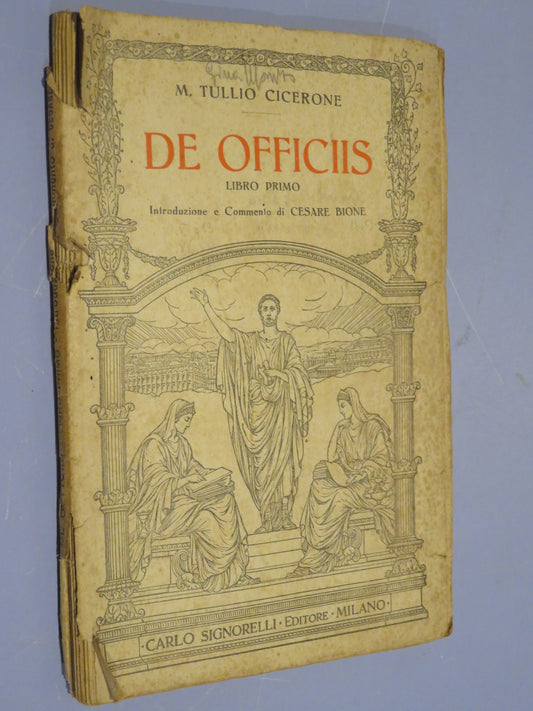 M. TULLIO CICERONE
DE OFFICIIS
LIBRO PRIMO
Introduzione e Commento di CESARE BIONE
· CARLO SIGNORELLI · EDITORE · MILANO ·